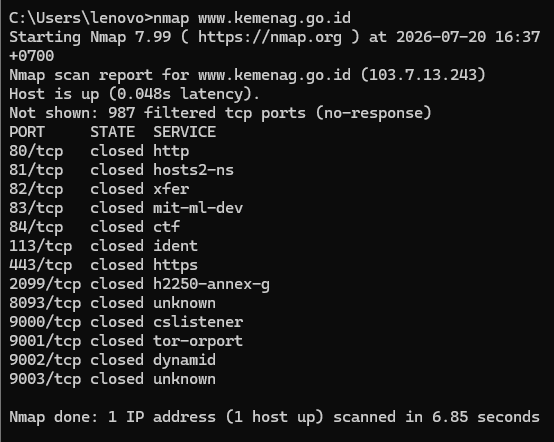 C:\Users\lenovo>nmap www.kemenag.go.id
Starting Nmap 7.99 ( https://nmap.org ) at 2026-07-20 16:37
+0700
Nmap scan report for www.kemenag.go.id (103.7.13.243)
Host is up (0.048s latency).
Not shown: 987 filtered tcp ports (no-response)
PORT     STATE  SERVICE
80/tcp   closed http
81/tcp   closed hosts2-ns
82/tcp   closed xfer
83/tcp   closed mit-ml-dev
84/tcp   closed ctf
113/tcp  closed ident
443/tcp  closed https
2099/tcp closed h2250-annex-g
8093/tcp closed unknown
9000/tcp closed cslistener
9001/tcp closed tor-orport
9002/tcp closed dynamid
9003/tcp closed unknown
Nmap done: 1 IP address (1 host up) scanned in 6.85 seconds